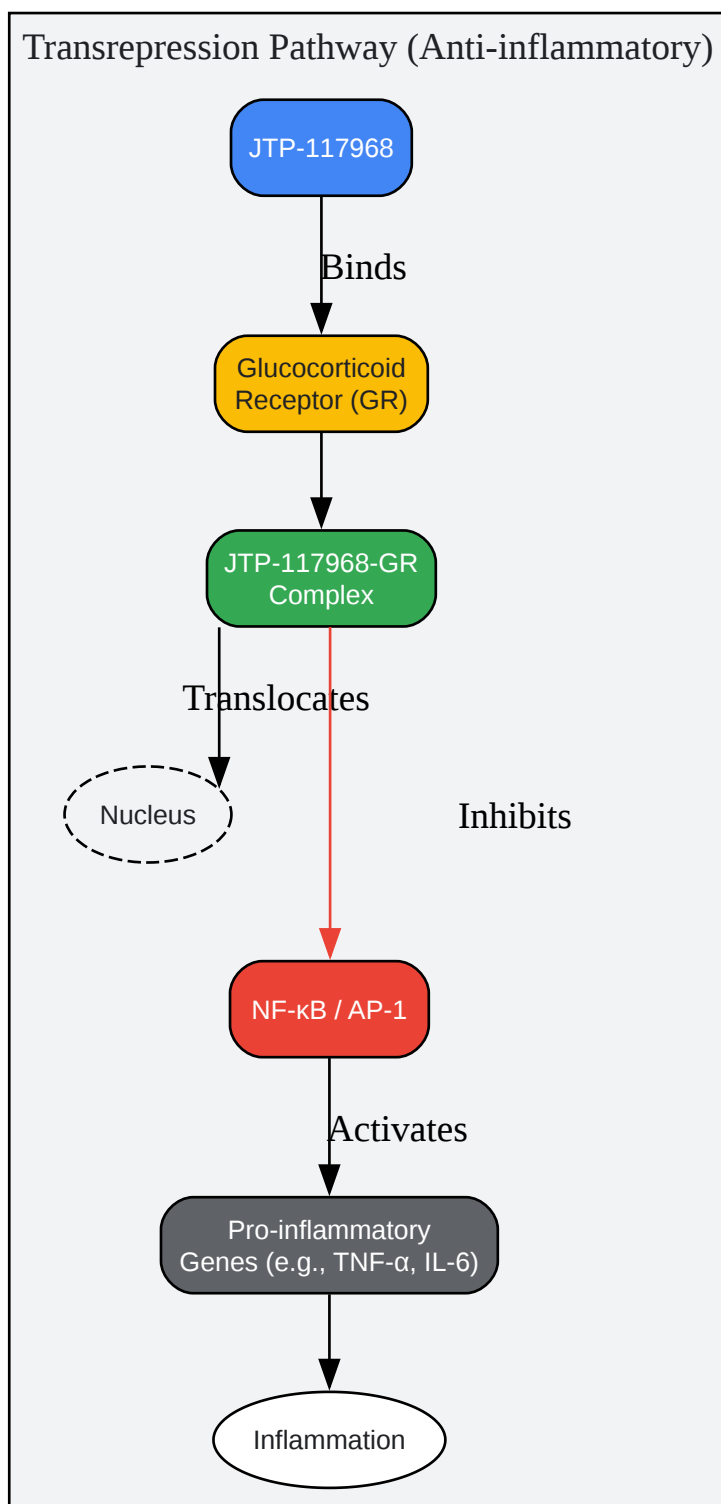 Transrepression Pathway (Anti-inflammatory)
JTP-117968
Binds
Glucocorticoid
Receptor (GR)
JTP-117968-GR
Complex
Translocates
Nucleus
Inhibits
NF-κB / AP-1
Activates
Pro-inflammatory
Genes (e.g., TNF-α, IL-6)
Inflammation